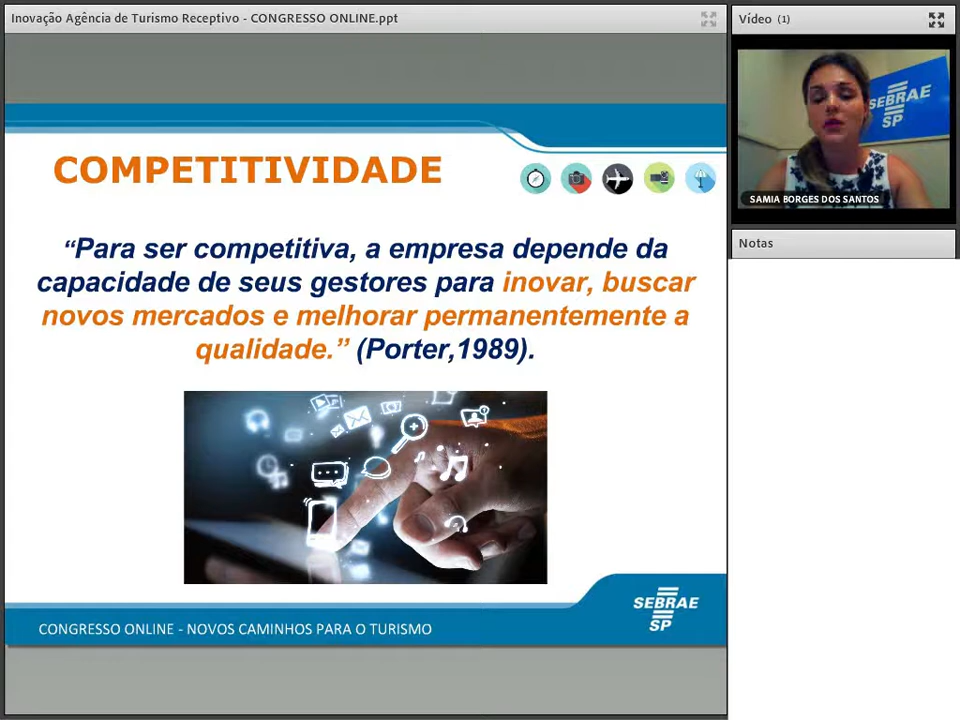 Inovação Agência de Turismo Receptivo - CONGRESSO ONLINE.ppt
Vídeo (1)
SEBRAE
SP
SAMIA BORGES DOS SANTOS
Notas
COMPETITIVIDADE
“Para ser competitiva, a empresa depende da
capacidade de seus gestores para inovar, buscar
novos mercados e melhorar permanentemente a
qualidade.” (Porter,1989).
SEBRAE
SP
CONGRESSO ONLINE - NOVOS CAMINHOS PARA O TURISMO